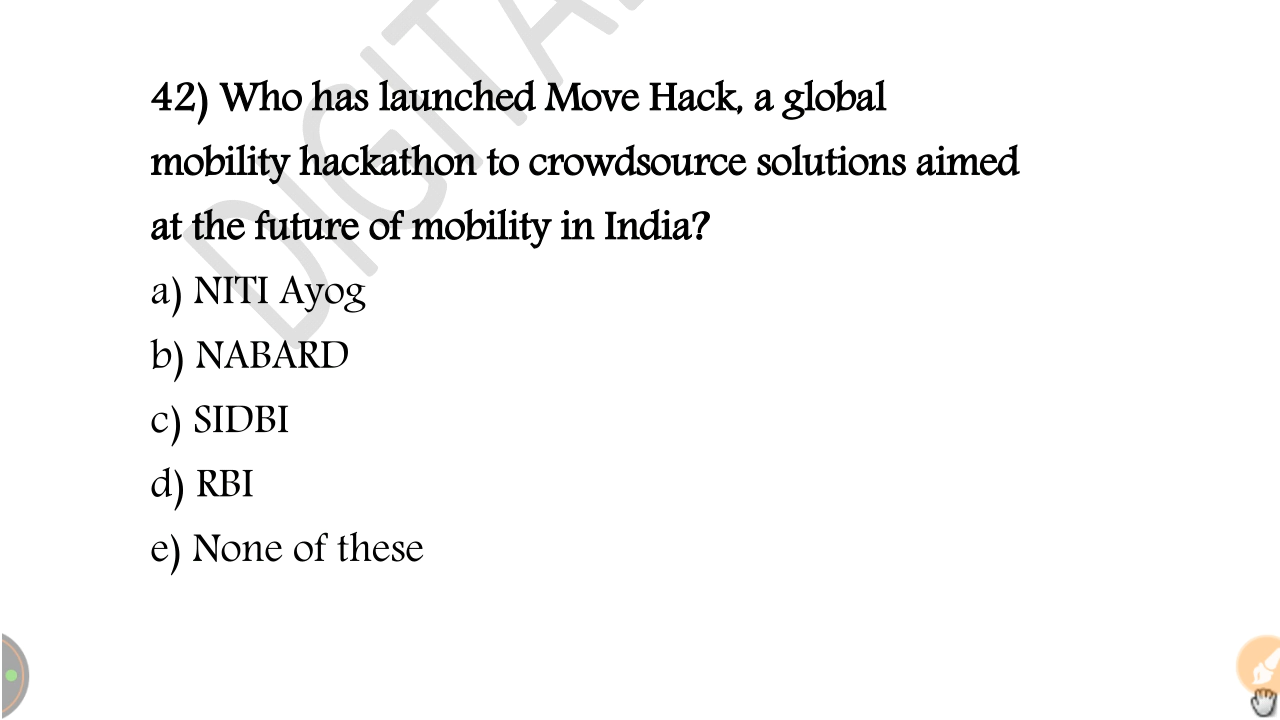 DIGITA
42) Who has launched Move Hack, a global
mobility hackathon to crowdsource solutions aimed
at the future of mobility in India?
a) NITI Ayog
b) NABARD
c) SIDBI
d) RBI
e) None of these